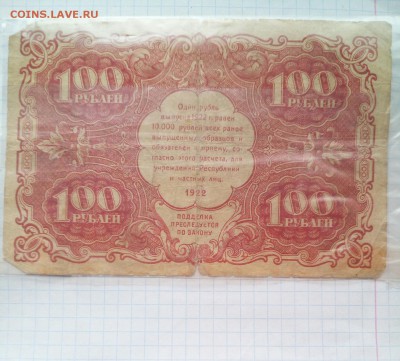 COINS.LAVE.RU
100 100
РУБЛЕЙ РУБЛЕЙ
Один рубль
выпуска 1922 г. равен
10.000 рублей всех ранее
выпущенных образцов и
обязателен к приему, со-
гласно этого расчета, для
учреждений Республики
и частных лиц.
1922
100 100
РУБЛЕЙ РУБЛЕЙ
ПОДДЕЛКА
ПРЕСЛЕДУЕТСЯ
ПО ЗАКОНУ